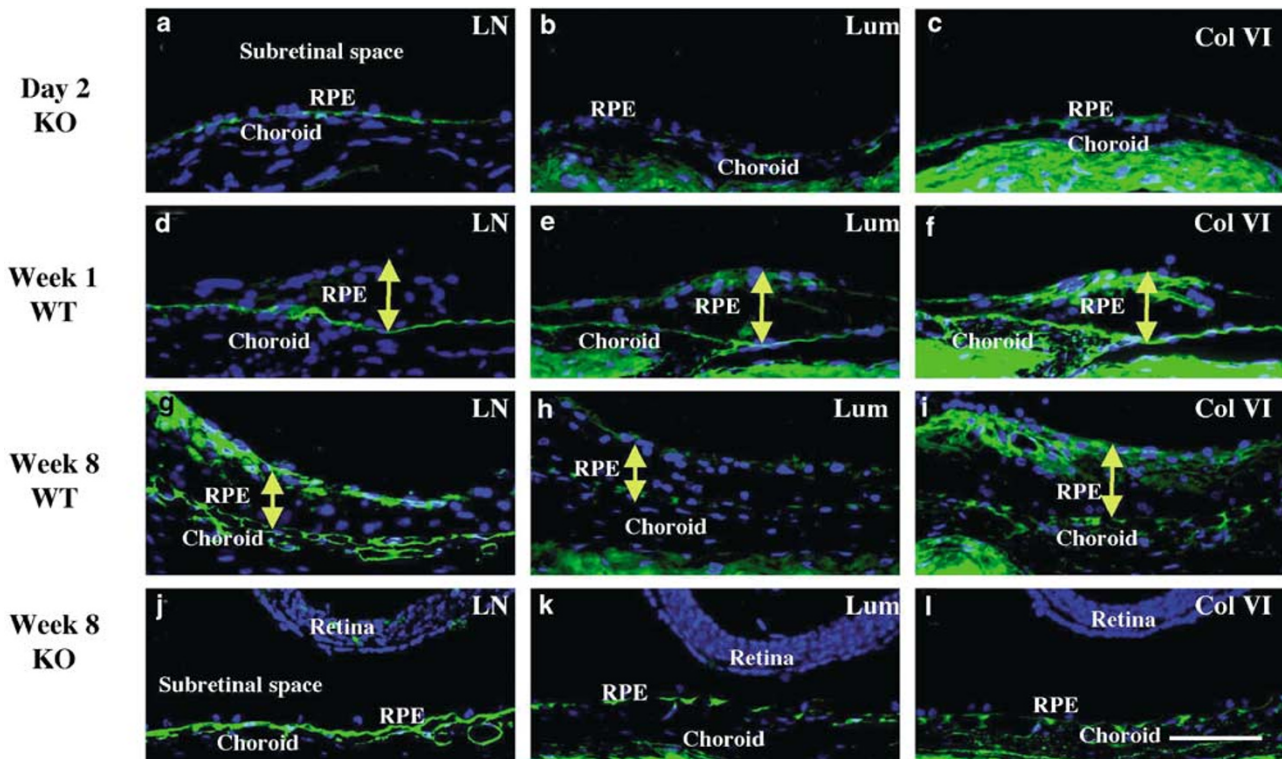 a
LN
Subretinal space
RPE
Choroid
b
Lum
RPE
Choroid
c
Col VI
RPE
Choroid
Day 2
KO
d
LN
RPE
Choroid
e
Lum
RPE
Choroid
f
Col VI
RPE
Choroid
Week 1
WT
g
LN
RPE
Choroid
h
Lum
RPE
Choroid
i
Col VI
RPE
Choroid
Week 8
WT
j
LN
Retina
Subretinal space
RPE
Choroid
k
Lum
Retina
RPE
Choroid
l
Col VI
Retina
RPE
Choroid
Week 8
KO